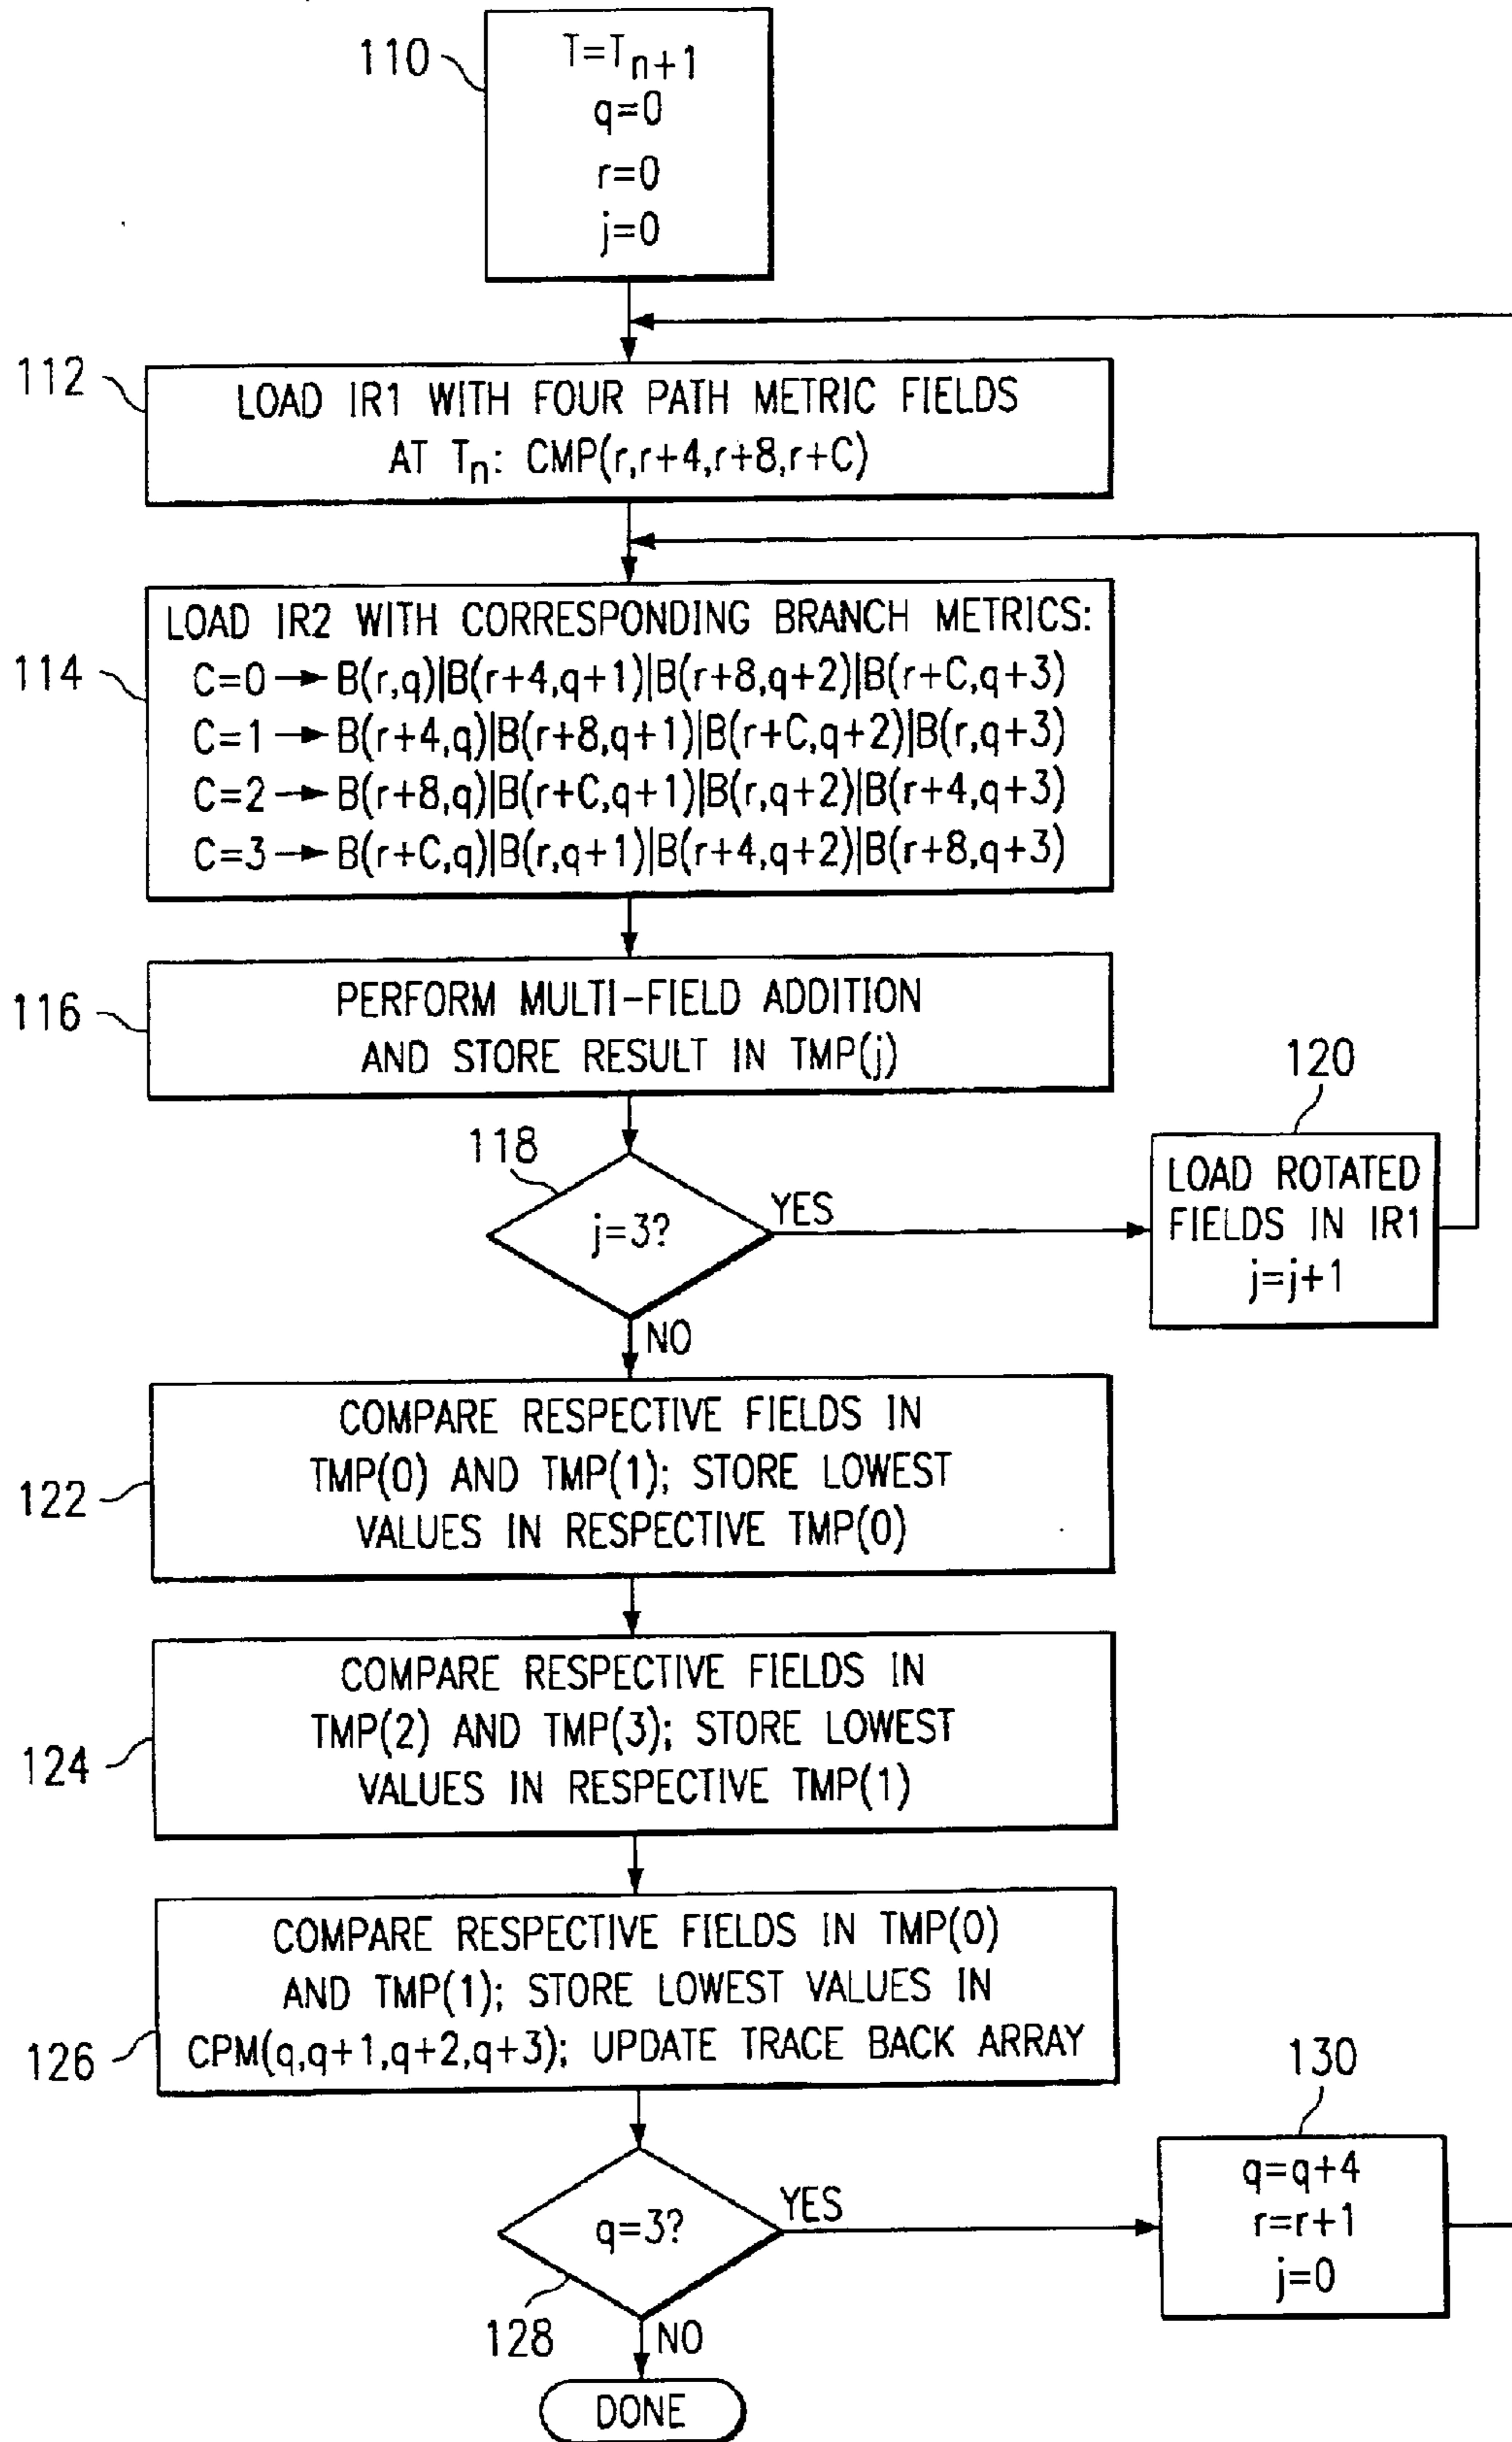 110
T=Tn+1
q=0
r=0
j=0
112
LOAD IR1 WITH FOUR PATH METRIC FIELDS
AT Tn: CMP(r,r+4,r+8,r+C)
114
LOAD IR2 WITH CORRESPONDING BRANCH METRICS:
C=0→B(r,q)|B(r+4,q+1)|B(r+8,q+2)|B(r+C,q+3)
C=1→B(r+4,q)|B(r+8,q+1)|B(r+C,q+2)|B(r,q+3)
C=2→B(r+8,q)|B(r+C,q+1)|B(r,q+2)|B(r+4,q+3)
C=3→B(r+C,q)|B(r,q+1)|B(r+4,q+2)|B(r+8,q+3)
116
PERFORM MULTI-FIELD ADDITION
AND STORE RESULT IN TMP(j)
118
j=3?
YES
NO
120
LOAD ROTATED
FIELDS IN IR1
j=j+1
122
COMPARE RESPECTIVE FIELDS IN
TMP(0) AND TMP(1); STORE LOWEST
VALUES IN RESPECTIVE TMP(0)
124
COMPARE RESPECTIVE FIELDS IN
TMP(2) AND TMP(3); STORE LOWEST
VALUES IN RESPECTIVE TMP(1)
126
COMPARE RESPECTIVE FIELDS IN TMP(0)
AND TMP(1); STORE LOWEST VALUES IN
CPM(q,q+1,q+2,q+3); UPDATE TRACE BACK ARRAY
128
q=3?
YES
NO
130
q=q+4
r=r+1
j=0
DONE